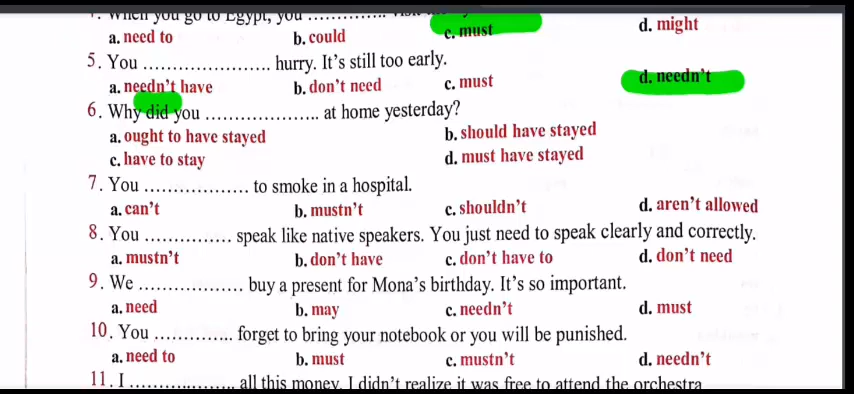 When you go to Egypt, you ..............
a. need to b. could c. must d. might
5. You ..................... hurry. It's still too early.
a. needn't have b. don't need c. must d. needn't
6. Why did you ................... at home yesterday?
a. ought to have stayed b. should have stayed
c. have to stay d. must have stayed
7. You .................. to smoke in a hospital.
a. can't b. mustn't c. shouldn't d. aren't allowed
8. You ............... speak like native speakers. You just need to speak clearly and correctly.
a. mustn't b. don't have c. don't have to d. don't need
9. We .................. buy a present for Mona's birthday. It's so important.
a. need b. may c. needn't d. must
10. You .............. forget to bring your notebook or you will be punished.
a. need to b. must c. mustn't d. needn't
11. I .................. all this money. I didn't realize it was free to attend the orchestra